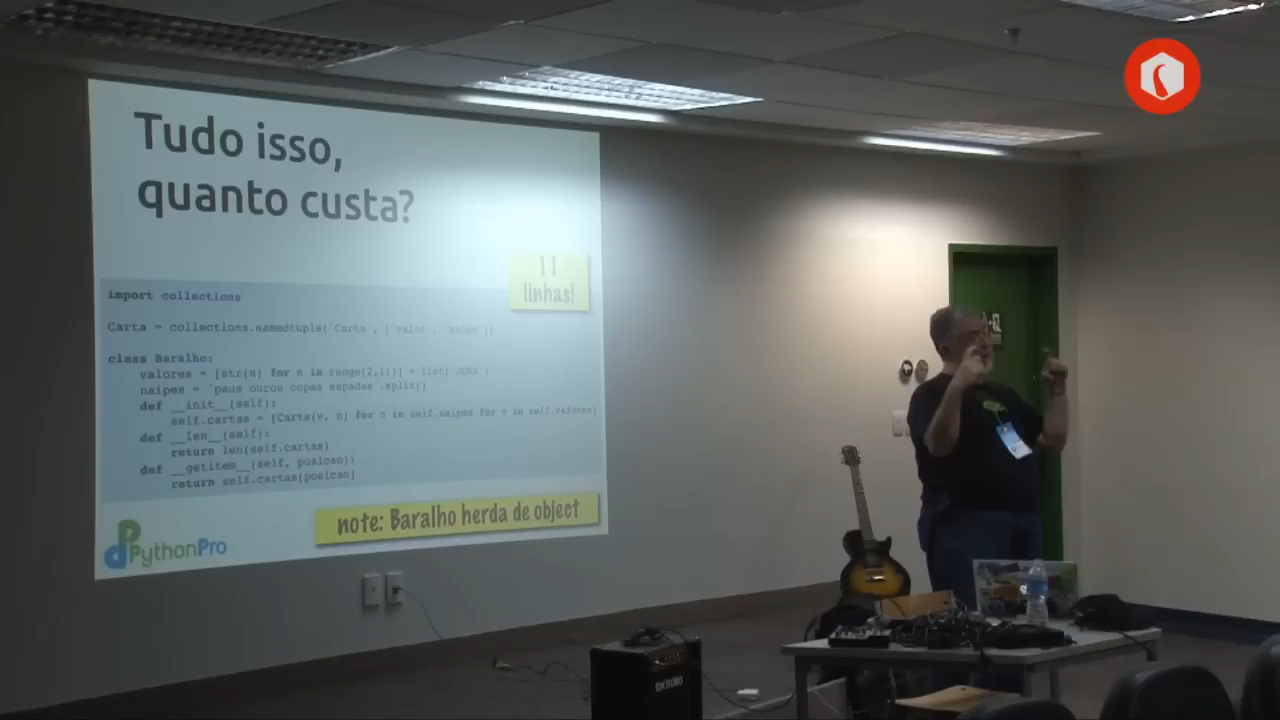 Tudo isso,
quanto custa?
11
linhas!
import collections
Carta = collections.namedtuple('Carta', ['valor', 'naipe'])
class Baralho:
valores = [str(n) for n in range(2,11)] + list('JQKA')
naipes = 'paus ouros copas espadas'.split()
def __init__(self):
self.cartas = [Carta(v, n) for n in self.naipes for v in self.valores]
def __len__(self):
return len(self.cartas)
def __getitem__(self, posicao):
return self.cartas[posicao]
note: Baralho herda de object
PythonPro